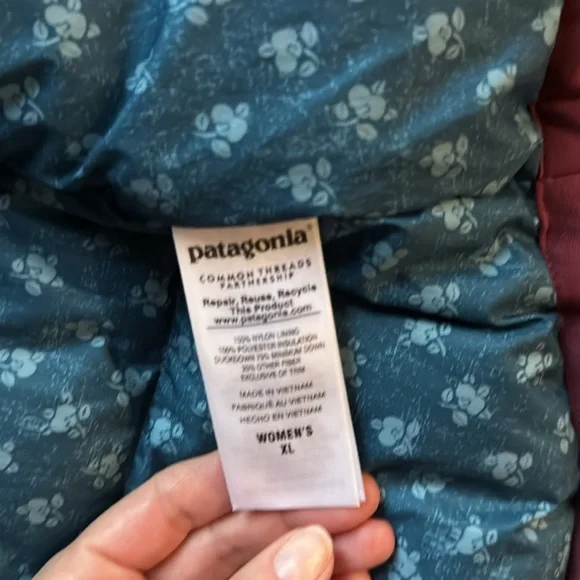 patagonia®
COMMON THREADS
PARTNERSHIP
Repair, Reuse, Recycle
This Product
www.patagonia.com
100% NYLON LINING
100% POLYESTER INSULATION
DUCKDOWN 75% MINIMUM DOWN
25% OTHER FIBER
EXCLUSIVE OF TRIM
MADE IN VIETNAM
FABRIQUÉ AU VIETNAM
HECHO EN VIETNAM
WOMEN'S
XL